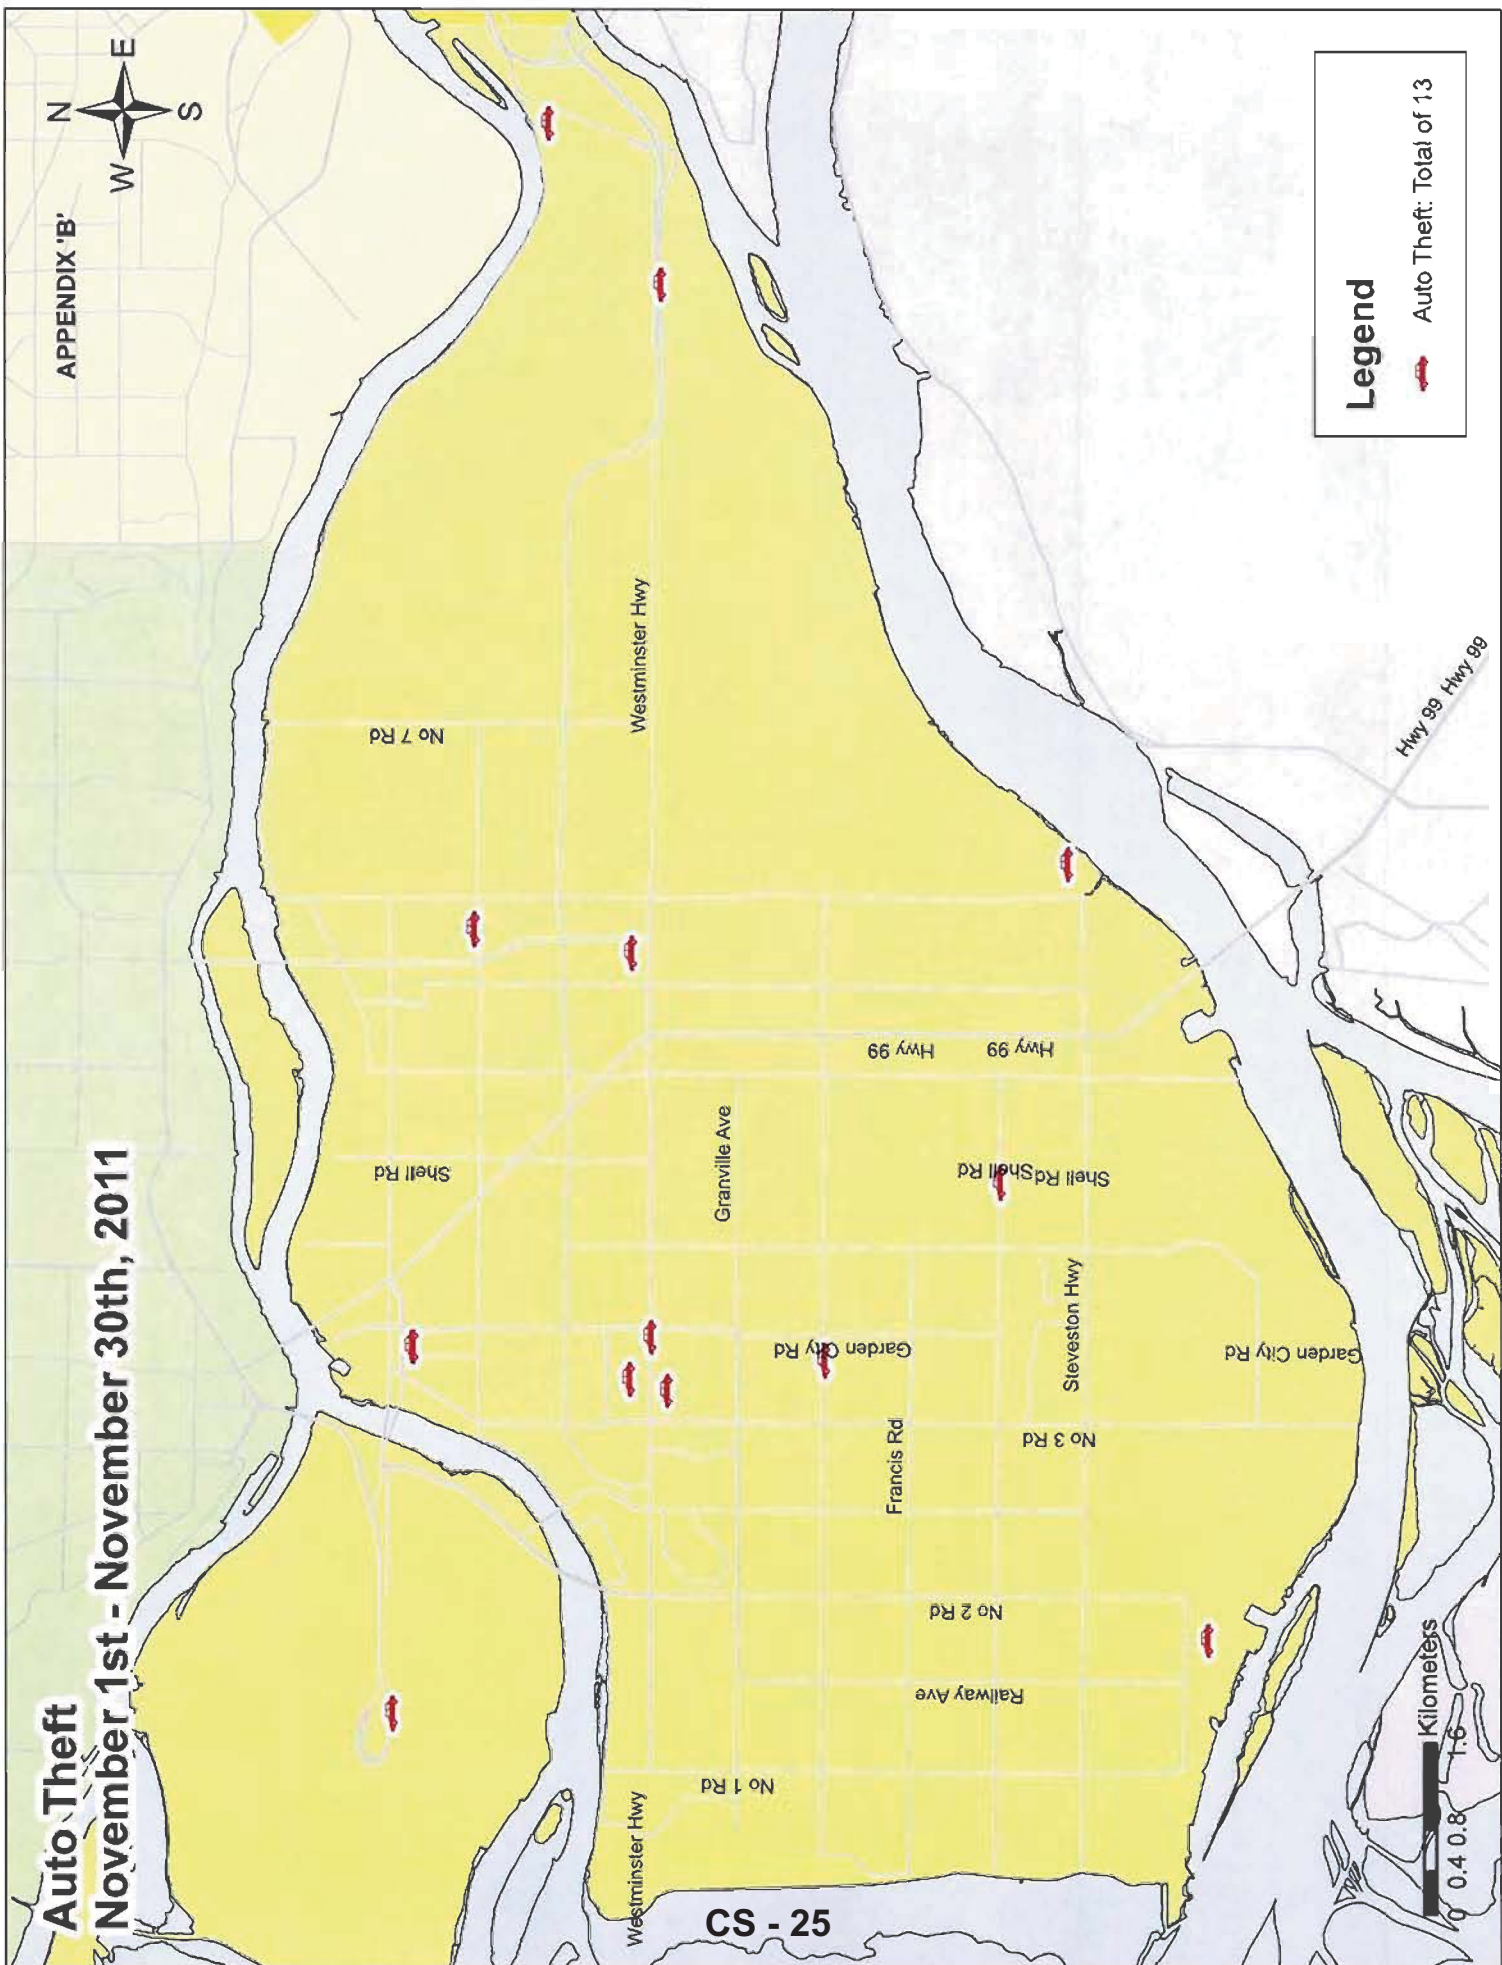 Auto Theft
November 1st - November 30th, 2011
APPENDIX 'B'
N
W
E
S
No 7 Rd
Westminster Hwy
Shell Rd
Granville Ave
Hwy 99
Hwy 99
Shell Rd
Shell Rd
Shell Rd
Garden City Rd
Steveston Hwy
Garden City Rd
Francis Rd
No 3 Rd
No 2 Rd
Railway Ave
No 1 Rd
Westminster Hwy
Hwy 99
Hwy 99
Kilometers
0 0.4 0.8 1.6
Legend
Auto Theft: Total of 13
CS - 25